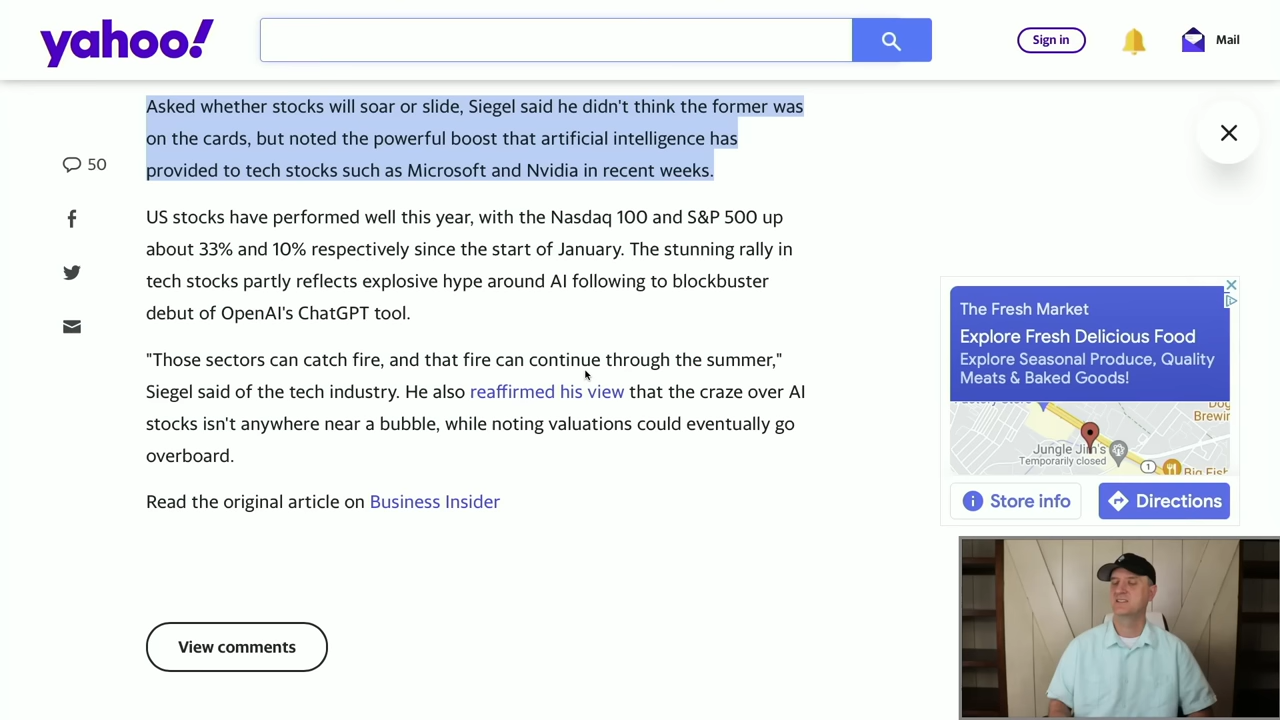 yahoo!
Sign in
Mail
Asked whether stocks will soar or slide, Siegel said he didn't think the former was
on the cards, but noted the powerful boost that artificial intelligence has
provided to tech stocks such as Microsoft and Nvidia in recent weeks.
50
US stocks have performed well this year, with the Nasdaq 100 and S&P 500 up
about 33% and 10% respectively since the start of January. The stunning rally in
tech stocks partly reflects explosive hype around AI following to blockbuster
debut of OpenAI's ChatGPT tool.
"Those sectors can catch fire, and that fire can continue through the summer,"
Siegel said of the tech industry. He also reaffirmed his view that the craze over AI
stocks isn't anywhere near a bubble, while noting valuations could eventually go
overboard.
Read the original article on Business Insider
View comments
The Fresh Market
Explore Fresh Delicious Food
Explore Seasonal Produce, Quality
Meats & Baked Goods!
Jungle Jim's
Temporarily closed
1
Store info
Directions